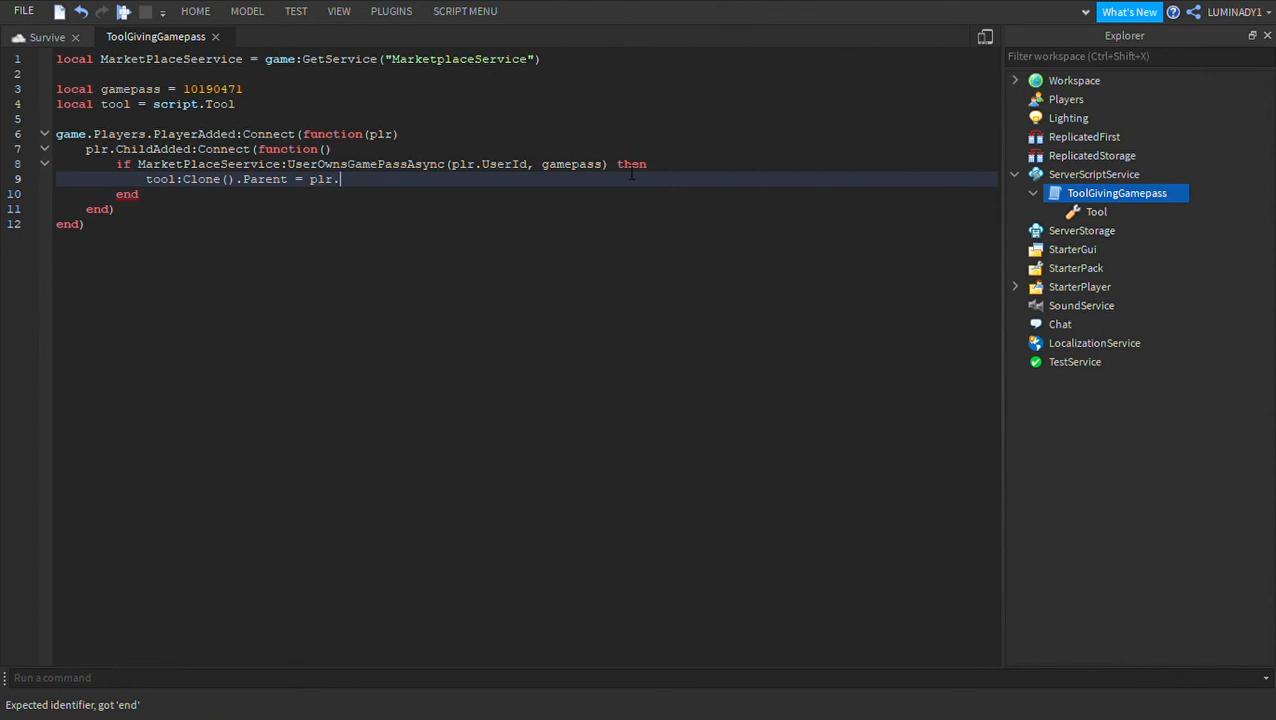 FILE HOME MODEL TEST VIEW PLUGINS SCRIPT MENU What's New LUMINADY1
Survive ToolGivingGamepass
1 local MarketPlaceSeervice = game:GetService("MarketplaceService")
2
3 local gamepass = 10190471
4 local tool = script.Tool
5
6 game.Players.PlayerAdded:Connect(function(plr)
7 plr.ChildAdded:Connect(function()
8 if MarketPlaceSeervice:UserOwnsGamePassAsync(plr.UserId, gamepass) then
9 tool:Clone().Parent = plr.
10 end
11 end)
12 end)
Explorer
Filter workspace (Ctrl+Shift+X)
Workspace
Players
Lighting
ReplicatedFirst
ReplicatedStorage
ServerScriptService
ToolGivingGamepass
Tool
ServerStorage
StarterGui
StarterPack
StarterPlayer
SoundService
Chat
LocalizationService
TestService
Run a command
Expected identifier, got 'end'